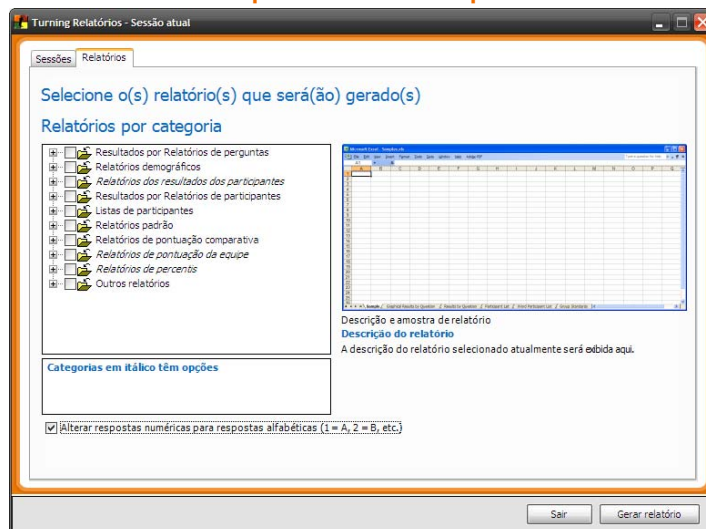 Turning Relatórios - Sessão atual
Sessões Relatórios
Selecione o(s) relatório(s) que será(ão) gerado(s)
Relatórios por categoria
Resultados por Relatórios de perguntas
Relatórios demográficos
Relatórios dos resultados dos participantes
Resultados por Relatórios de participantes
Listas de participantes
Relatórios padrão
Relatórios de pontuação comparativa
Relatórios de pontuação da equipe
Relatórios de percentis
Outros relatórios
Descrição e amostra de relatório
Descrição do relatório
A descrição do relatório selecionado atualmente será exibida aqui.
Categorias em itálico têm opções
Alterar respostas numéricas para respostas alfabéticas (1 = A, 2 = B, etc.)
Sair Gerar relatório